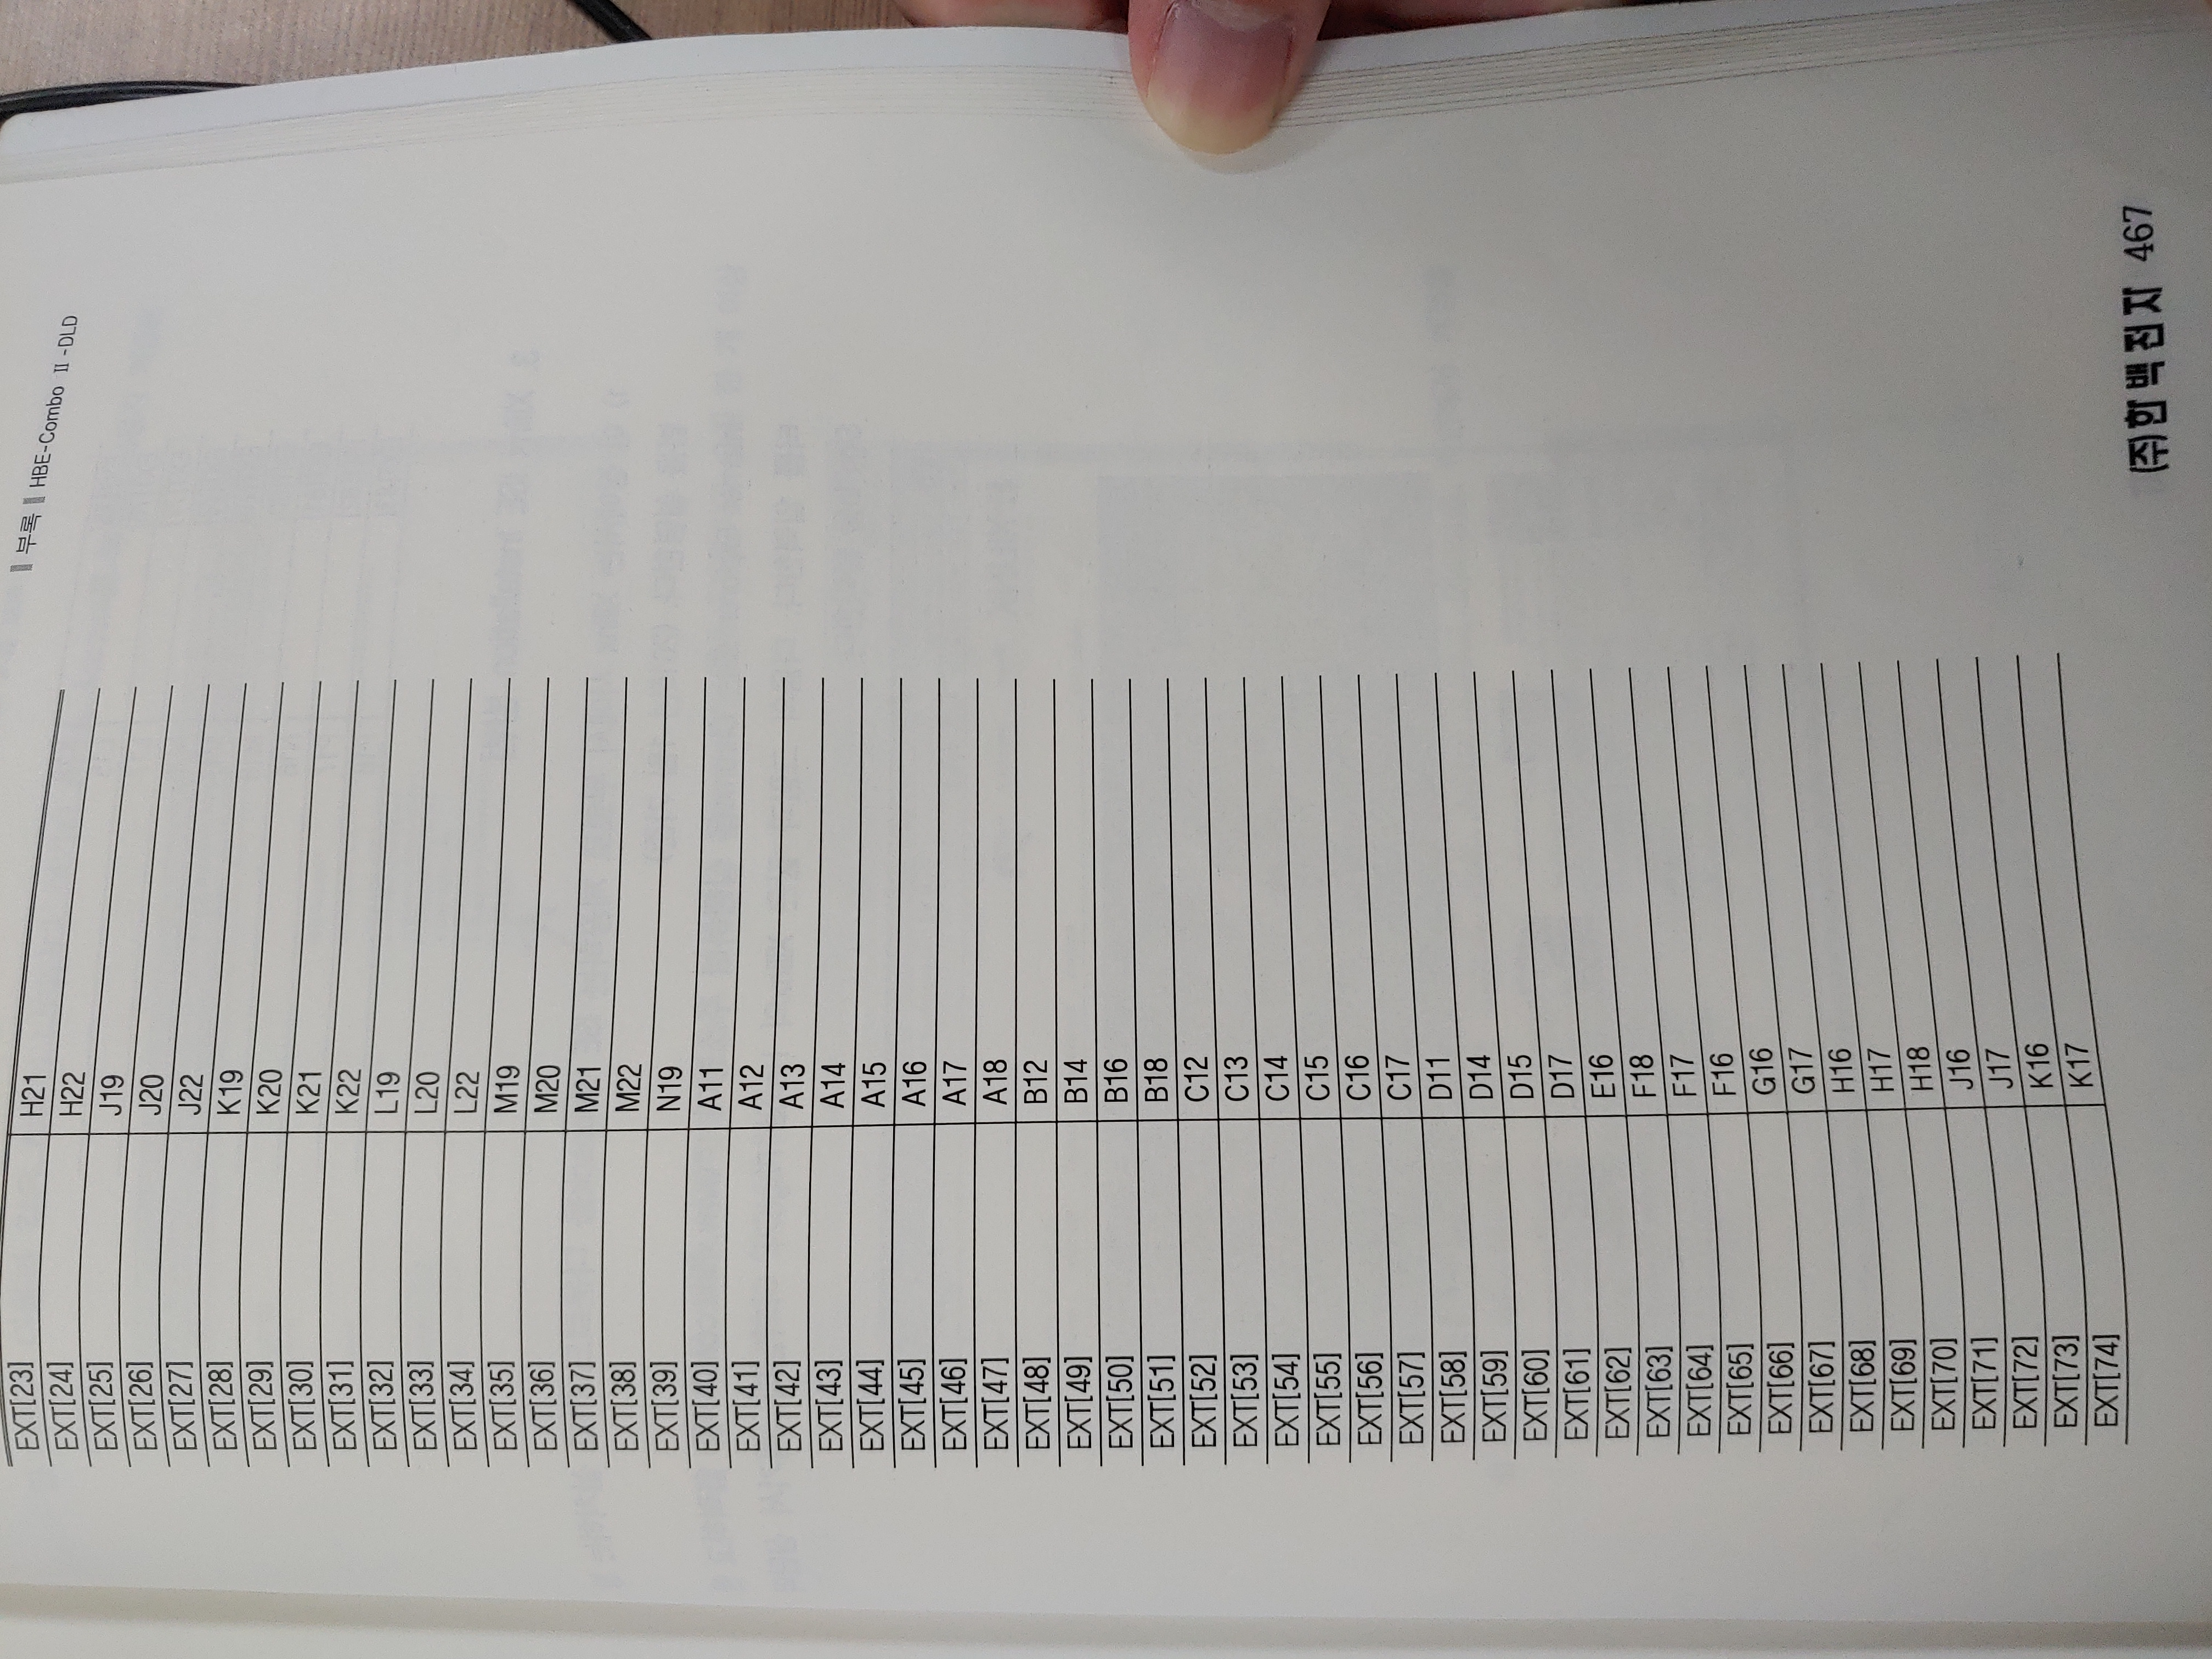 ▌부록▐ HBE-Combo Ⅱ-DLD
EXT[23] H21
EXT[24] H22
EXT[25] J19
EXT[26] J20
EXT[27] J22
EXT[28] K19
EXT[29] K20
EXT[30] K21
EXT[31] K22
EXT[32] L19
EXT[33] L20
EXT[34] L22
EXT[35] M19
EXT[36] M20
EXT[37] M21
EXT[38] M22
EXT[39] N19
EXT[40] A11
EXT[41] A12
EXT[42] A13
EXT[43] A14
EXT[44] A15
EXT[45] A16
EXT[46] A17
EXT[47] A18
EXT[48] B12
EXT[49] B14
EXT[50] B16
EXT[51] B18
EXT[52] C12
EXT[53] C13
EXT[54] C14
EXT[55] C15
EXT[56] C16
EXT[57] C17
EXT[58] D11
EXT[59] D14
EXT[60] D15
EXT[61] D17
EXT[62] E16
EXT[63] F18
EXT[64] F17
EXT[65] F16
EXT[66] G16
EXT[67] G17
EXT[68] H16
EXT[69] H17
EXT[70] H18
EXT[71] J16
EXT[72] J17
EXT[73] K16
EXT[74] K17
㈜한백전자 467